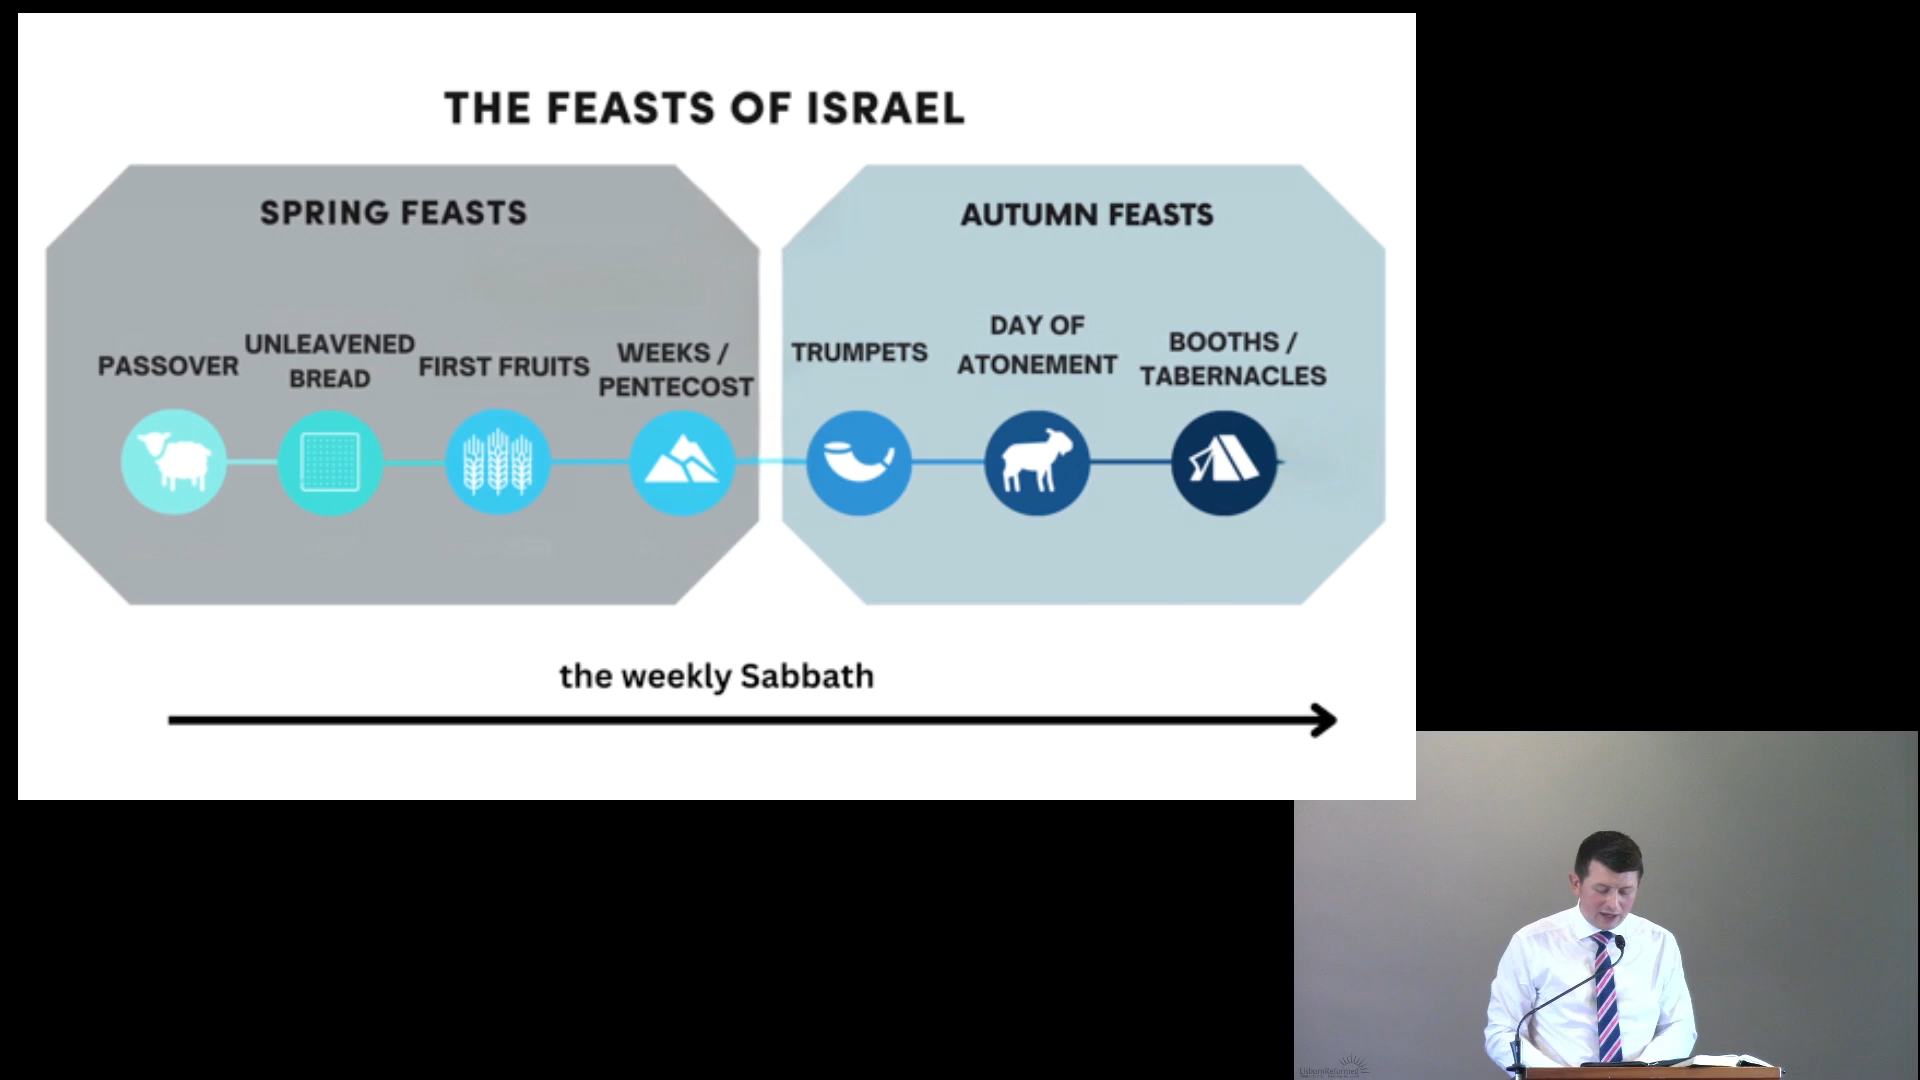 THE FEASTS OF ISRAEL
SPRING FEASTS
PASSOVER
UNLEAVENED
BREAD
FIRST FRUITS
WEEKS /
PENTECOST
AUTUMN FEASTS
TRUMPETS
DAY OF
ATONEMENT
BOOTHS /
TABERNACLES
the weekly Sabbath
LisburnReformed